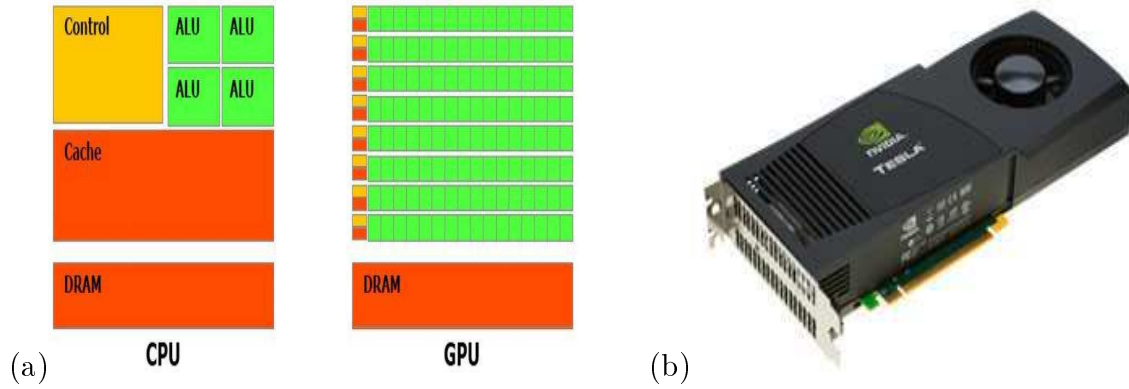 Control
ALU ALU
ALU ALU
Cache
DRAM
DRAM
CPU
GPU
(a)
NVIDIA
TESLA
(b)